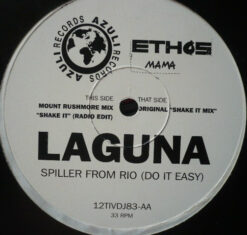 AZULI RECORDS AZULI RECORDS
ETHOS
MAMA
THIS SIDE
MOUNT RUSHMORE MIX
"SHAKE IT" (RADIO EDIT)
THAT SIDE
ORIGINAL "SHAKE IT MIX"
LAGUNA
SPILLER FROM RIO (DO IT EASY)
12TIVDJ83-AA
33 RPM